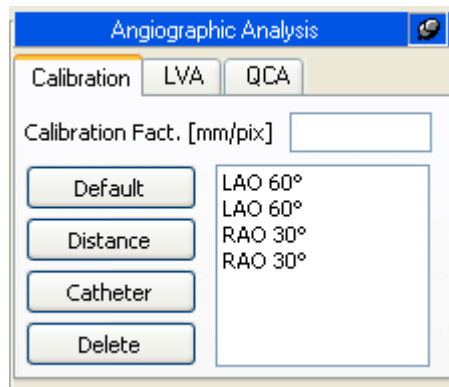 Angiographic Analysis
Calibration LVA QCA
Calibration Fact. [mm/pix]
Default
Distance
Catheter
Delete
LAO 60°
LAO 60°
RAO 30°
RAO 30°